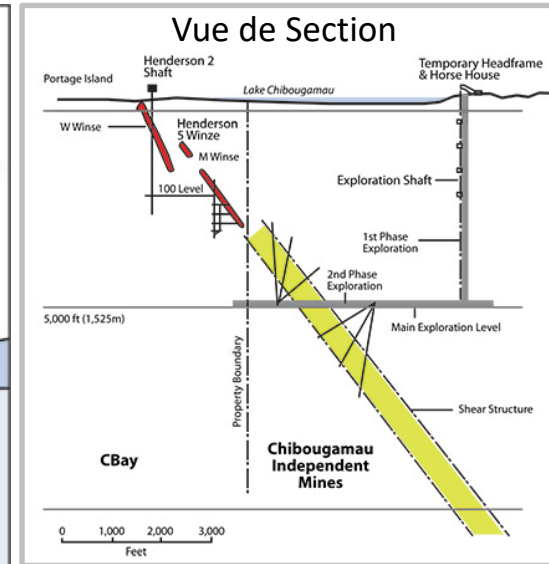 Vue de Section
Henderson 2
Shaft
Temporary Headframe
& Horse House
Portage Island
Lake Chibougamau
W Winse
Henderson
5 Winze
M Winse
100 Level
Exploration Shaft
1st Phase
Exploration
2nd Phase
Exploration
5,000 ft (1,525m)
Main Exploration Level
Property Boundary
Shear Structure
CBay
Chibougamau
Independent
Mines
0 1,000 2,000 3,000
Feet